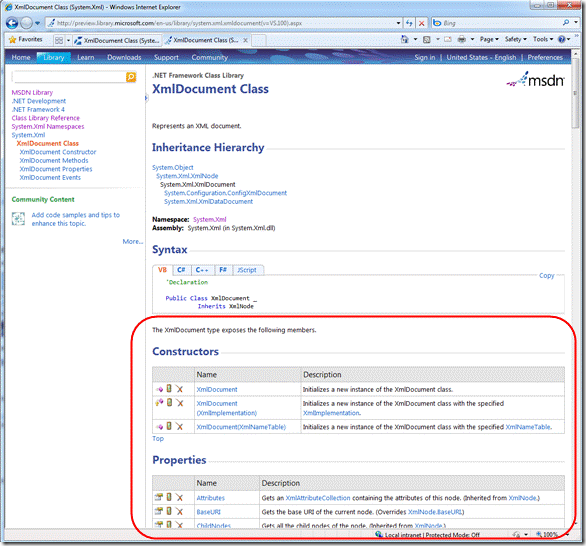 XmlDocument Class (System.Xml) - Windows Internet Explorer
http://preview.library.microsoft.com/en-us/library/system.xml.xmldocument(v=VS.100).aspx
Bing
Favorites
XmlDocument Class (Syste...
XmlDocument Class (S...
Page
Safety
Tools
Home
Library
Learn
Downloads
Support
Community
Sign in
United States - English
Preferences
MSDN Library
.NET Development
.NET Framework 4
Class Library Reference
System.Xml Namespaces
System.Xml
XmlDocument Class
XmlDocument Constructor
XmlDocument Methods
XmlDocument Properties
XmlDocument Events
Community Content
Add code samples and tips to
enhance this topic.
More...
.NET Framework Class Library
XmlDocument Class
msdn
Represents an XML document.
Inheritance Hierarchy
System.Object
System.Xml.XmlNode
System.Xml.XmlDocument
System.Configuration.ConfigXmlDocument
System.Xml.XmlDataDocument
Namespace: System.Xml
Assembly: System.Xml (in System.Xml.dll)
Syntax
VB
C#
C++
F#
JScript
Copy
'Declaration
Public Class XmlDocument _
Inherits XmlNode
The XmlDocument type exposes the following members.
Constructors
Name Description
XmlDocument Initializes a new instance of the XmlDocument class.
XmlDocument Initializes a new instance of the XmlDocument class with the specified
(XmlImplementation) XmlImplementation.
XmlDocument(XmlNameTable) Initializes a new instance of the XmlDocument class with the specified XmlNameTable.
Top
Properties
Name Description
Attributes Gets an XmlAttributeCollection containing the attributes of this node. (Inherited from XmlNode.)
BaseURI Gets the base URI of the current node. (Overrides XmlNode.BaseURI.)
ChildNodes Gets all the child nodes of the node. (Inherited from XmlNode.)
Local intranet | Protected Mode: Off
100%